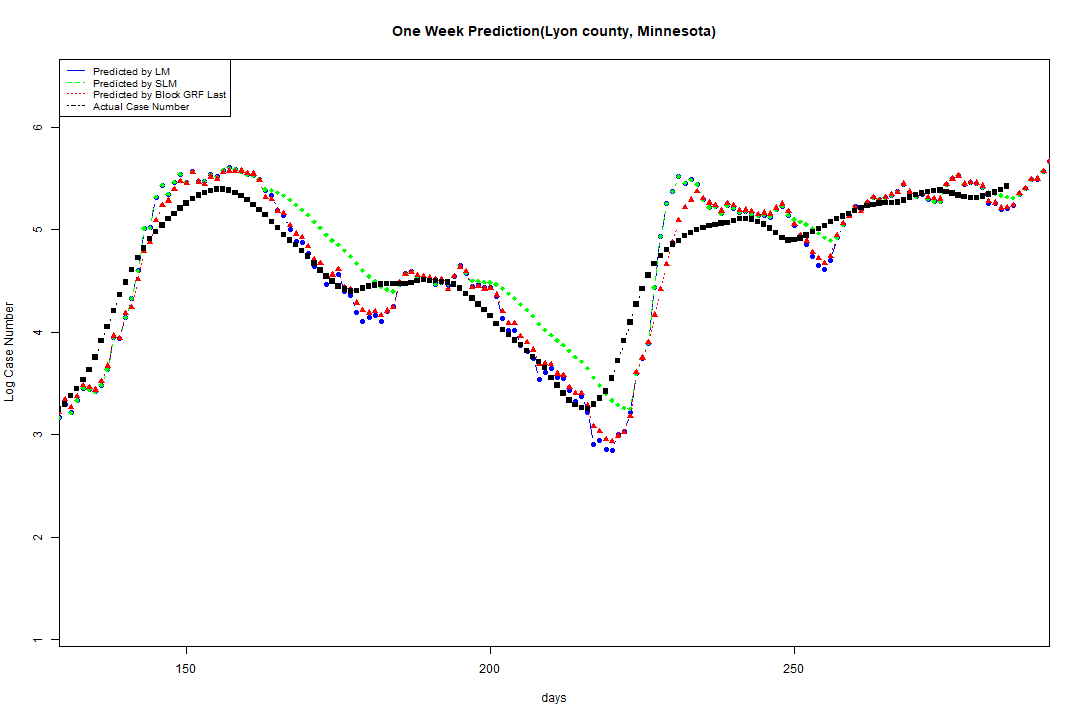 One Week Prediction(Lyon county, Minnesota)
Predicted by LM
Predicted by SLM
Predicted by Block GRF Last
Actual Case Number
6
5
4
3
2
1
Log Case Number
150
200
250
days